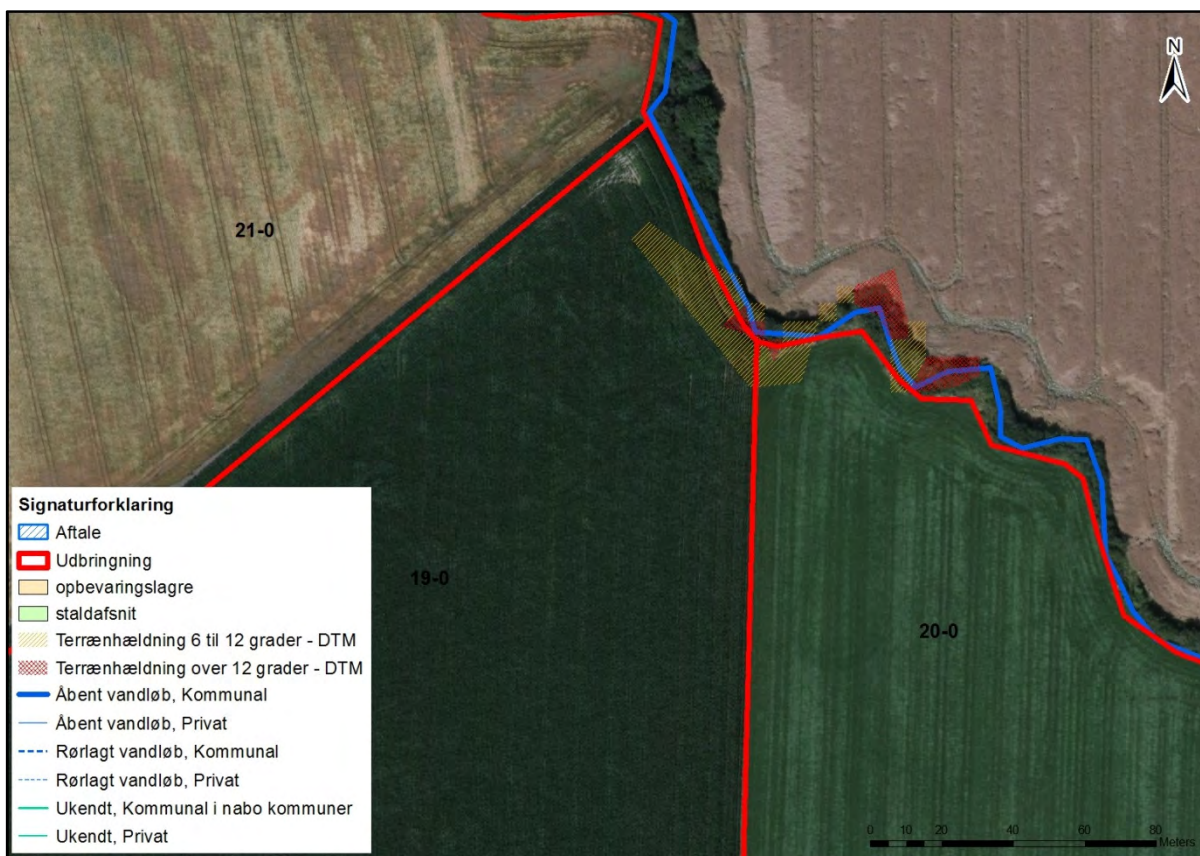 N
21-0
19-0
20-0
Signaturforklaring
Aftale
Udbringning
opbevaringslagre
staldafsnit
Terrænhældning 6 til 12 grader - DTM
Terrænhældning over 12 grader - DTM
Åbent vandløb, Kommunal
Åbent vandløb, Privat
Rørlagt vandløb, Kommunal
Rørlagt vandløb, Privat
Ukendt, Kommunal i nabo kommuner
Ukendt, Privat
0 10 20 40 60 80
Meters